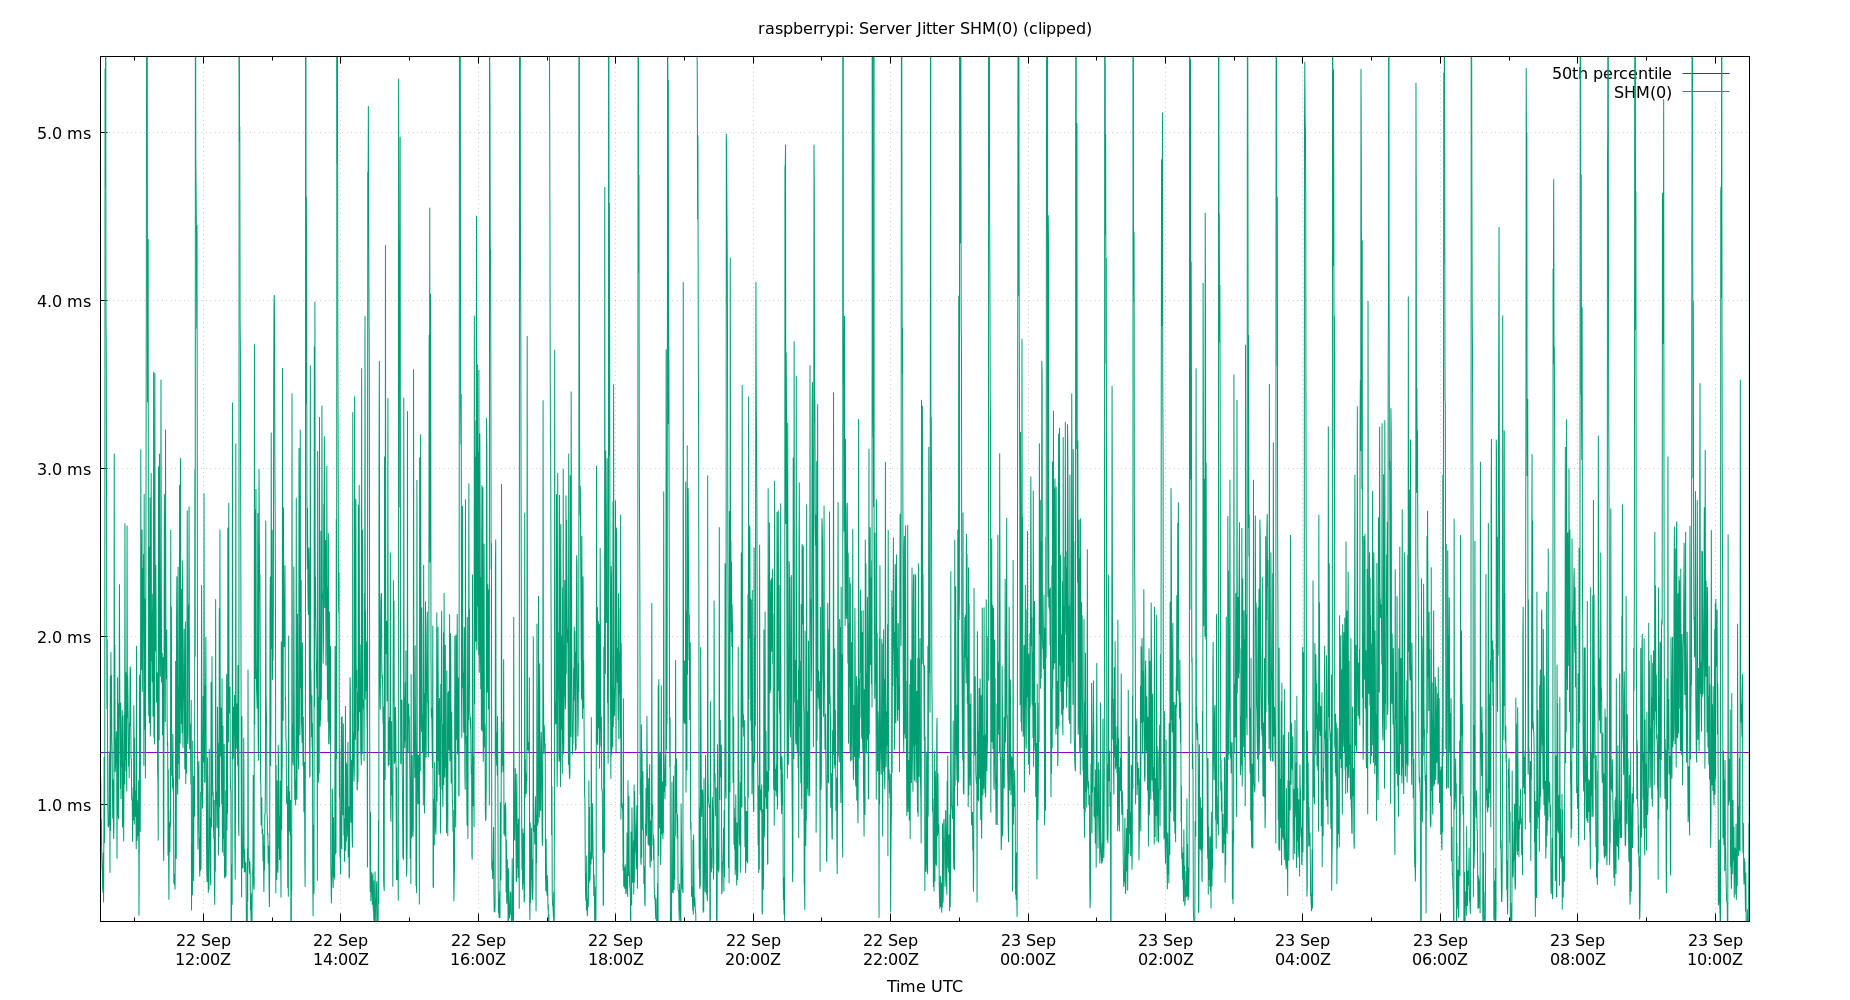 raspberrypi: Server Jitter SHM(0) (clipped)
50th percentile
SHM(0)
5.0 ms
4.0 ms
3.0 ms
2.0 ms
1.0 ms
22 Sep 22 Sep 22 Sep 22 Sep 22 Sep 22 Sep 23 Sep 23 Sep 23 Sep 23 Sep 23 Sep 23 Sep
12:00Z 14:00Z 16:00Z 18:00Z 20:00Z 22:00Z 00:00Z 02:00Z 04:00Z 06:00Z 08:00Z 10:00Z
Time UTC